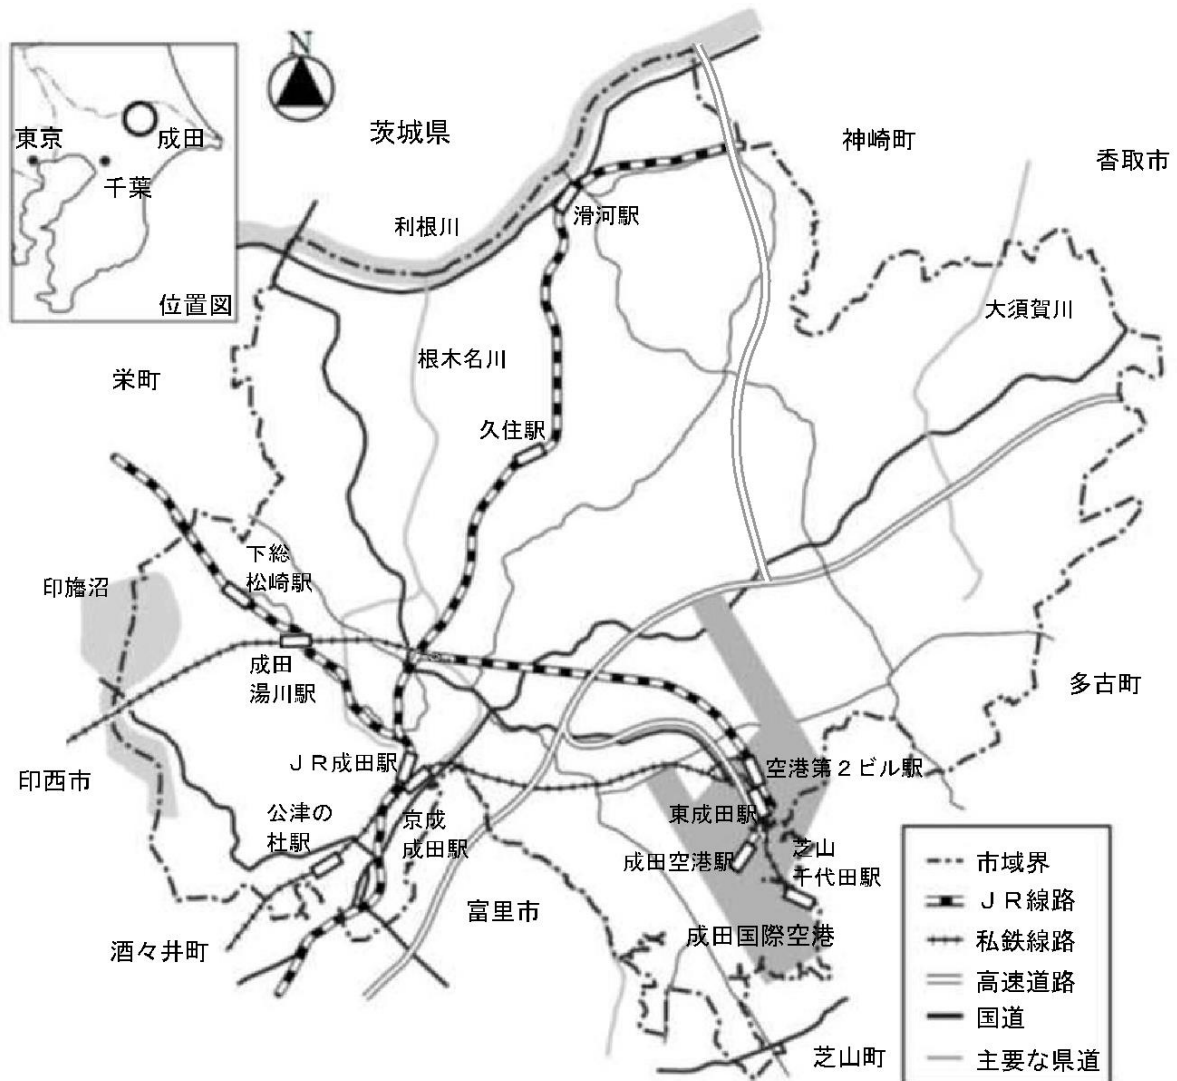 N
茨城県
神崎町
香取市
東京
成田
千葉
位置図
利根川
滑河駅
大須賀川
根木名川
栄町
久住駅
下総
松崎駅
印旛沼
成田
湯川駅
多古町
印西市
JR成田駅
空港第2ビル駅
公津の
杜駅
京成
成田駅
東成田駅
成田空港駅
芝山
千代田駅
富里市
成田国際空港
酒々井町
芝山町
市域界
JR線路
私鉄線路
高速道路
国道
主要な県道